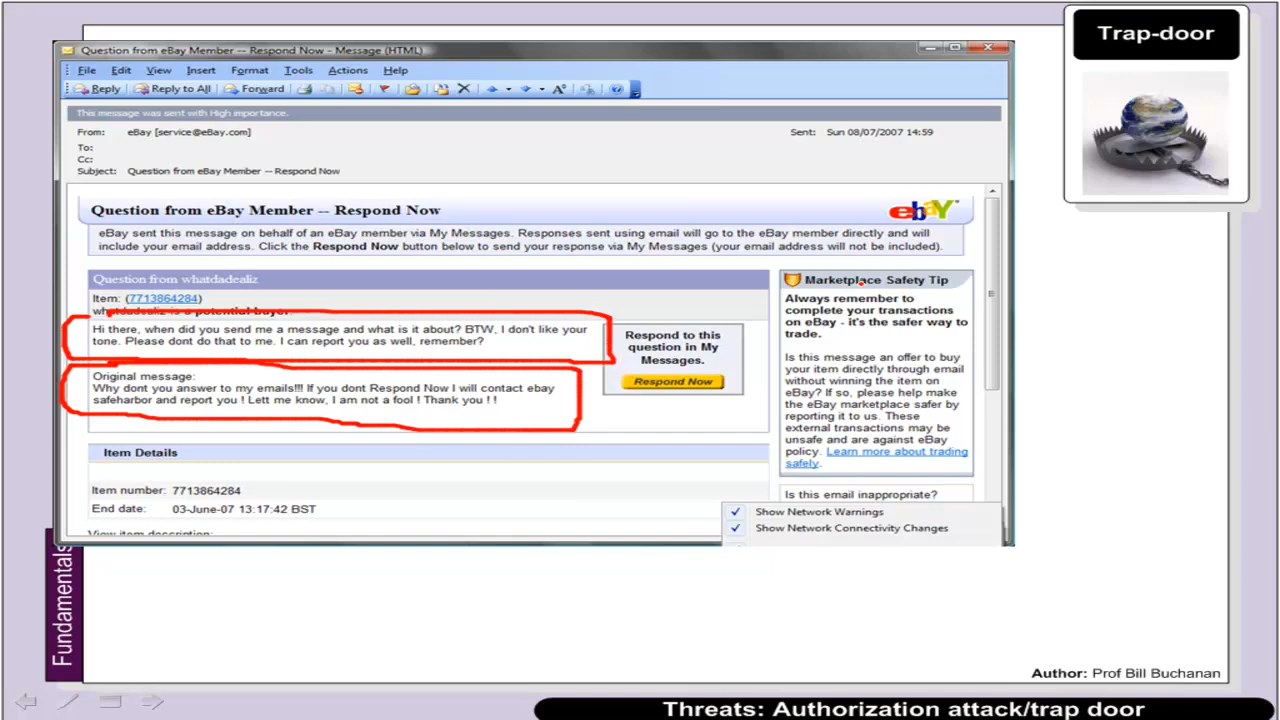 Trap-door
Question from eBay Member -- Respond Now - Message (HTML)
File Edit View Insert Format Tools Actions Help
Reply Reply to All Forward
This message was sent with High importance.
From: eBay [service@eBay.com] Sent: Sun 08/07/2007 14:59
To:
Cc:
Subject: Question from eBay Member -- Respond Now
Question from eBay Member -- Respond Now
ebay
eBay sent this message on behalf of an eBay member via My Messages. Responses sent using email will go to the eBay member directly and will
include your email address. Click the Respond Now button below to send your response via My Messages (your email address will not be included).
Question from whatdadealiz
Item: (7713864284)
whatdadealiz is a potential buyer.
Hi there, when did you send me a message and what is it about? BTW, I don't like your
tone. Please dont do that to me. I can report you as well, remember?
Original message:
Why dont you answer to my emails!!! If you dont Respond Now I will contact ebay
safeharbor and report you ! Lett me know, I am not a fool ! Thank you ! !
Respond to this
question in My
Messages.
Respond Now
Marketplace Safety Tip
Always remember to
complete your transactions
on eBay - it's the safer way to
trade.
Is this message an offer to buy
your item directly through email
without winning the item on
eBay? If so, please help make
the eBay marketplace safer by
reporting it to us. These
external transactions may be
unsafe and are against eBay
policy. Learn more about trading
safely.
Is this email inappropriate?
Item Details
Item number: 7713864284
End date: 03-June-07 13:17:42 BST
View item description:
Show Network Warnings
Show Network Connectivity Changes
Fundamentals
Author: Prof Bill Buchanan
Threats: Authorization attack/trap door